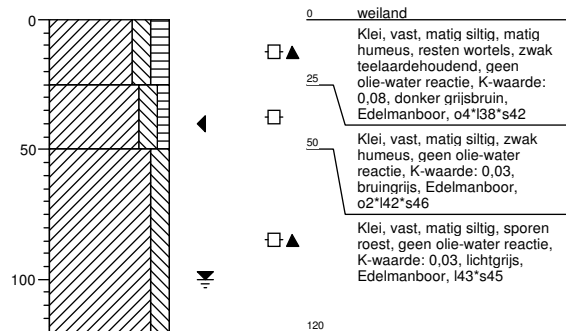 0
0
weiland
Klei, vast, matig siltig, matig
humeus, resten wortels, zwak
teelaardehoudend, geen
olie-water reactie, K-waarde:
0,08, donker grijsbruin,
Edelmanboor, o4*l38*s42
25
50
50
Klei, vast, matig siltig, zwak
humeus, geen olie-water
reactie, K-waarde: 0,03,
bruingrijs, Edelmanboor,
o2*l42*s46
Klei, vast, matig siltig, sporen
roest, geen olie-water reactie,
K-waarde: 0,03, lichtgrijs,
Edelmanboor, l43*s45
100
120